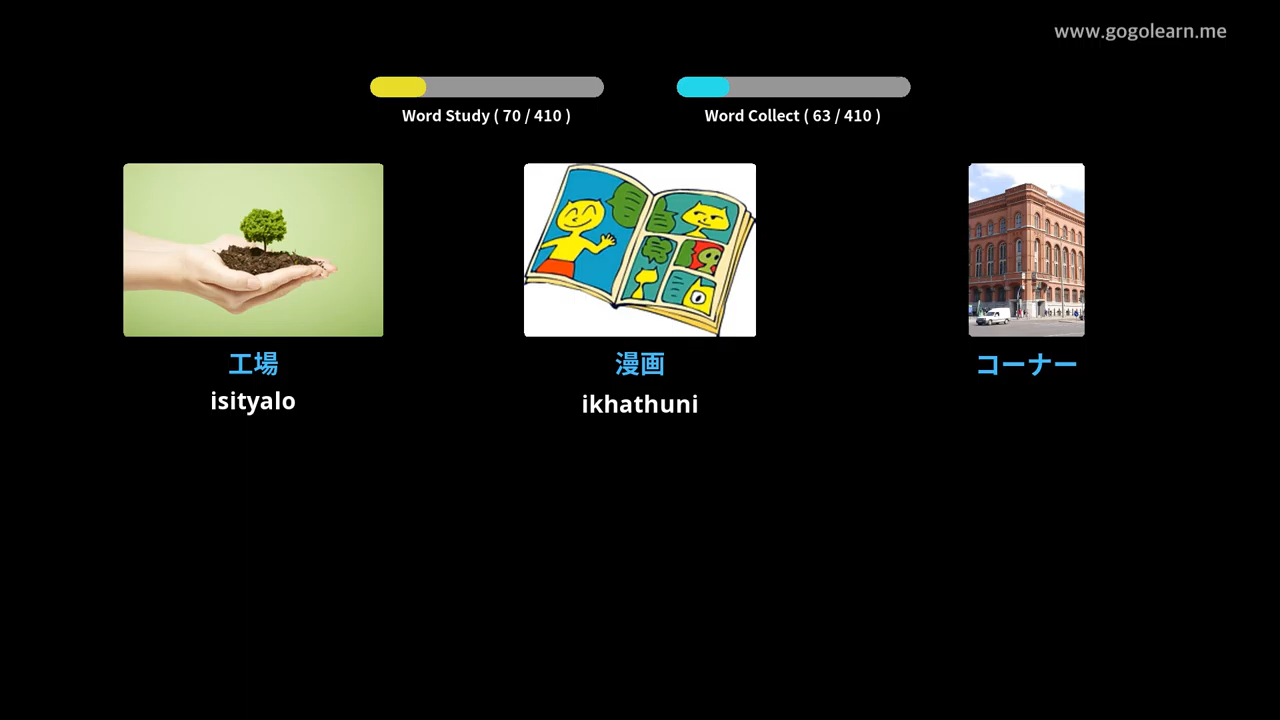 www.gogolearn.me
Word Study ( 70 / 410 )
Word Collect ( 63 / 410 )
工場
isityalo
漫画
ikhathuni
コーナー